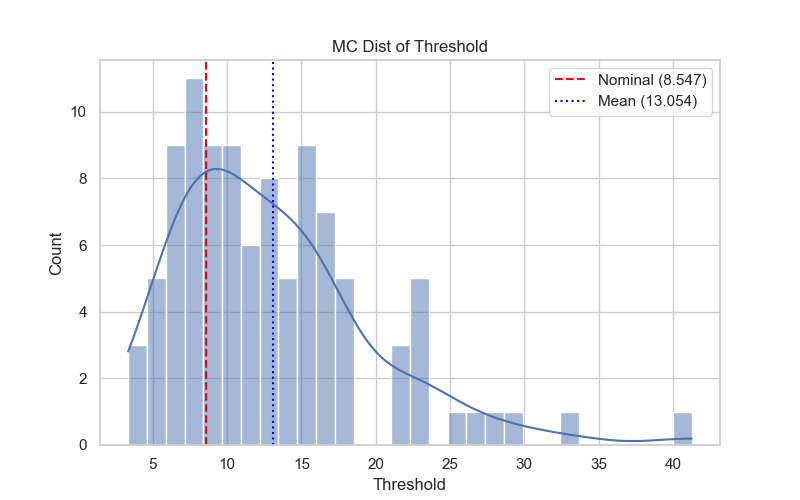 MC Dist of Threshold
Nominal (8.547)
Mean (13.054)
Count
10
8
6
4
2
0
5 10 15 20 25 30 35 40
Threshold